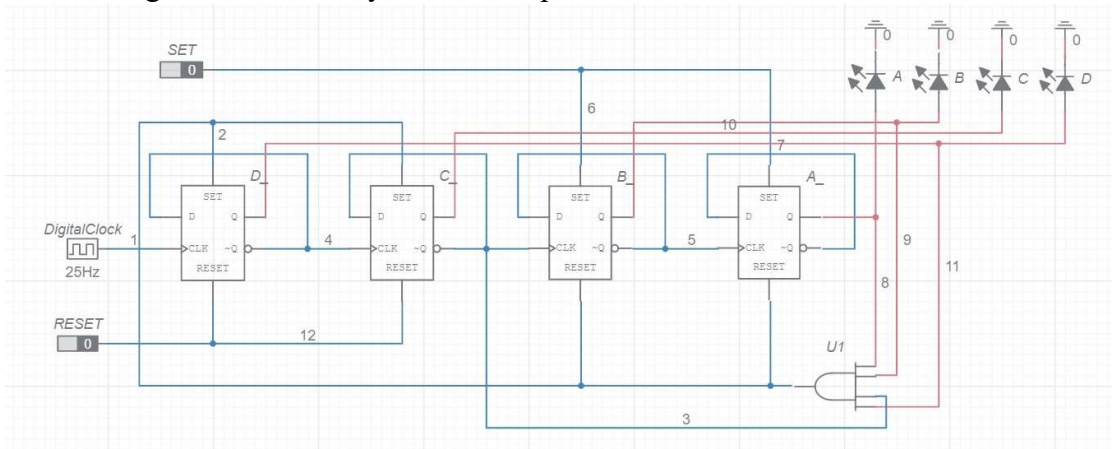 SET
0
0
0
0
0
A
B
C
D
6
10
2
7
D_
C_
B_
A_
SET
SET
SET
SET
D
Q
D
Q
D
Q
D
Q
DigitalClock
1
CLK
~Q
4
CLK
~Q
CLK
~Q
5
CLK
~Q
9
25Hz
RESET
RESET
RESET
RESET
11
8
RESET
0
12
U1
3